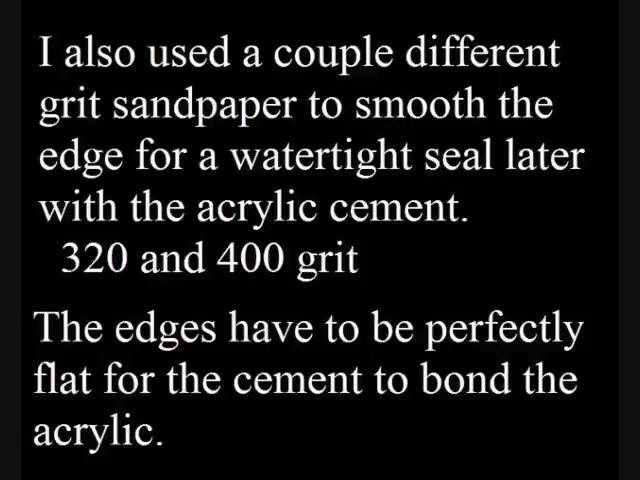 I also used a couple different
grit sandpaper to smooth the
edge for a watertight seal later
with the acrylic cement.
320 and 400 grit
The edges have to be perfectly
flat for the cement to bond the
acrylic.